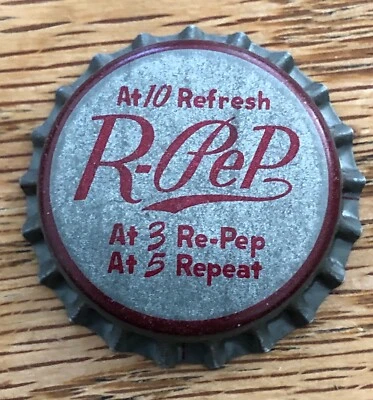 At 10 Refresh
R-PeP
At 3 Re-Pep
At 5 Repeat